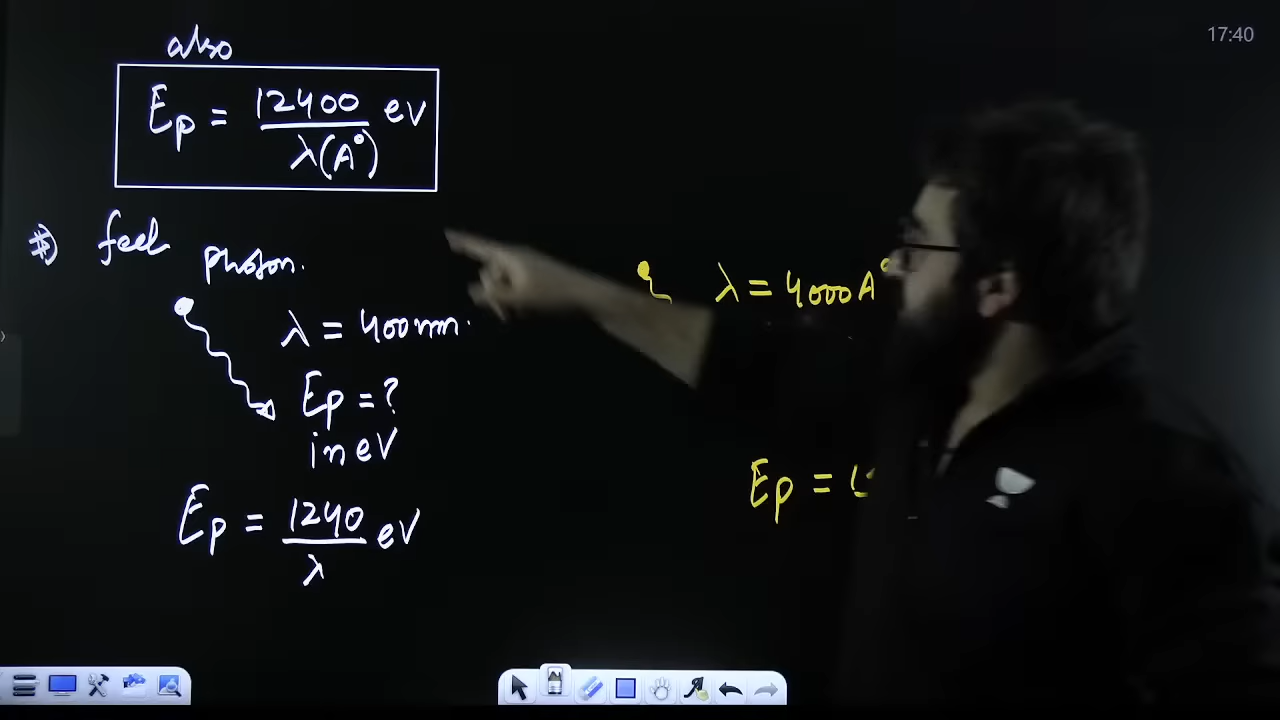 17:40
also
Ep = 12400 / λ(A°) eV
⇒ feel photon.
λ = 400nm.
Ep = ?
in eV
Ep = 1240 / λ eV
λ = 4000A°
Ep =